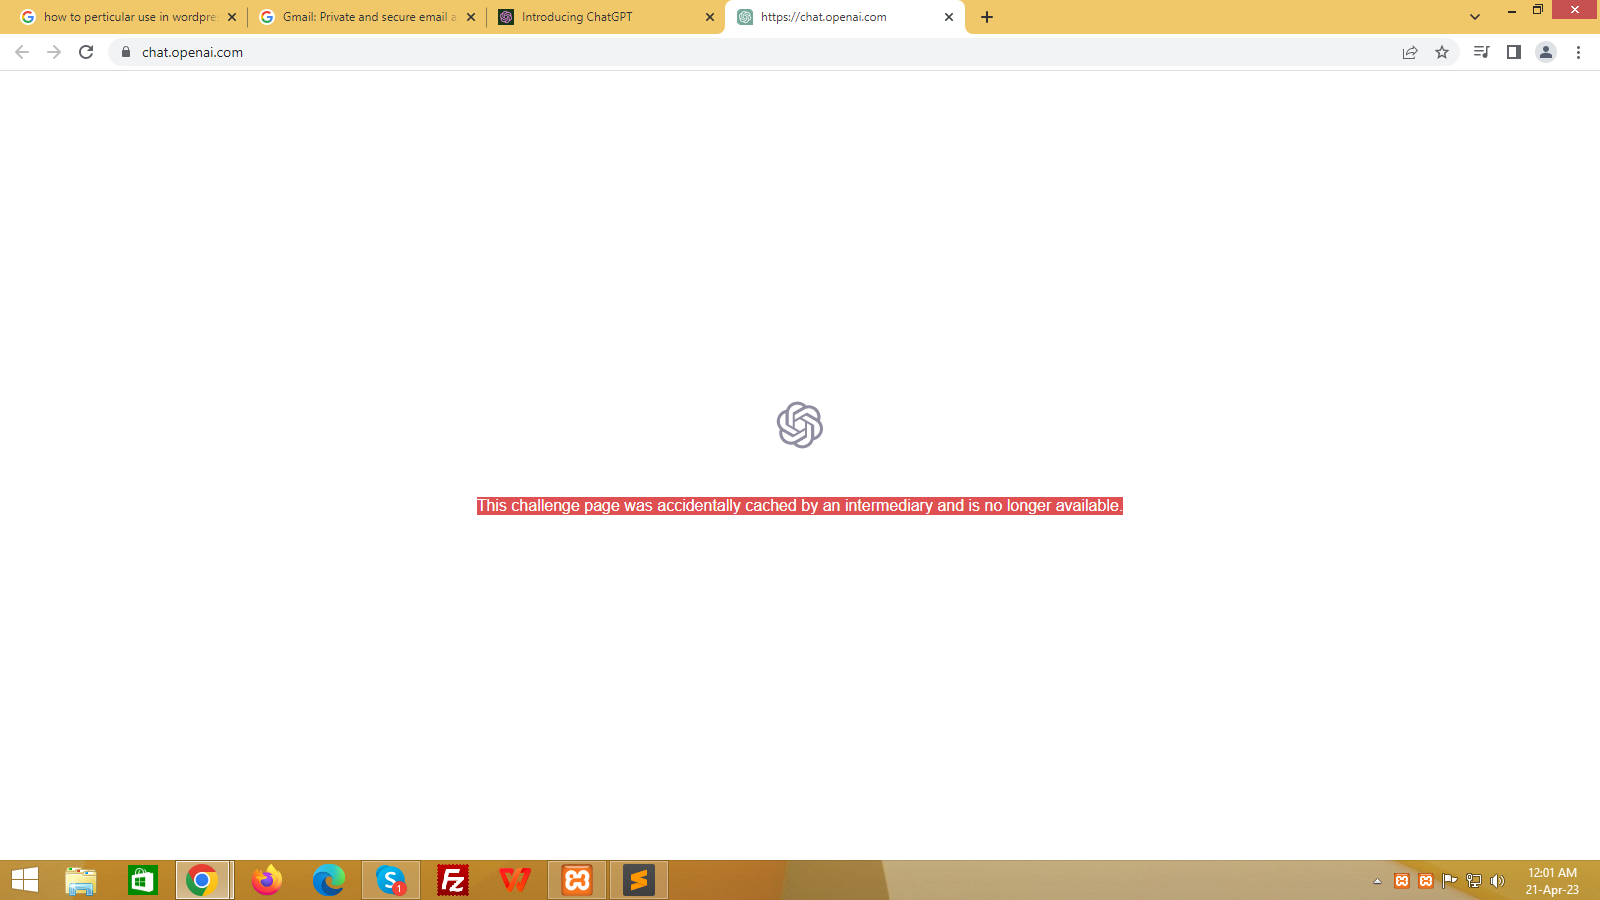 how to perticular use in wordpre
Gmail: Private and secure email a
Introducing ChatGPT
https://chat.openai.com
chat.openai.com
This challenge page was accidentally cached by an intermediary and is no longer available.
S
1
Fz
12:01 AM
21-Apr-23